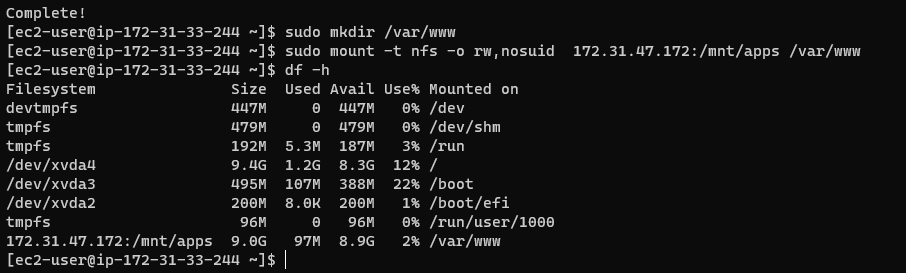 Complete!
[ec2-user@ip-172-31-33-244 ~]$ sudo mkdir /var/www
[ec2-user@ip-172-31-33-244 ~]$ sudo mount -t nfs -o rw,nosuid  172.31.47.172:/mnt/apps /var/www
[ec2-user@ip-172-31-33-244 ~]$ df -h
Filesystem               Size  Used Avail Use% Mounted on
devtmpfs                 447M     0  447M   0% /dev
tmpfs                    479M     0  479M   0% /dev/shm
tmpfs                    192M  5.3M  187M   3% /run
/dev/xvda4               9.4G  1.2G  8.3G  12% /
/dev/xvda3               495M  107M  388M  22% /boot
/dev/xvda2               200M  8.0K  200M   1% /boot/efi
tmpfs                     96M     0   96M   0% /run/user/1000
172.31.47.172:/mnt/apps  9.0G   97M  8.9G   2% /var/www
[ec2-user@ip-172-31-33-244 ~]$